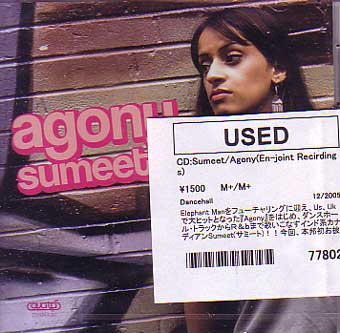 agony
sumeet
USED
CD:Sumeet/Agony(En-joint Recirding
s)
¥1500 M+/M+
Dancehall 12/2005
Elephant Manをフューチャリングに迎え、Us、Uk
で大ヒットとなった『Agony』をはじめ、ダンスホー
ル・トラックからR&bまで歌いこなすインド系カナ
ディアンSumeet(サミート)!!今回、本邦初お披
77802